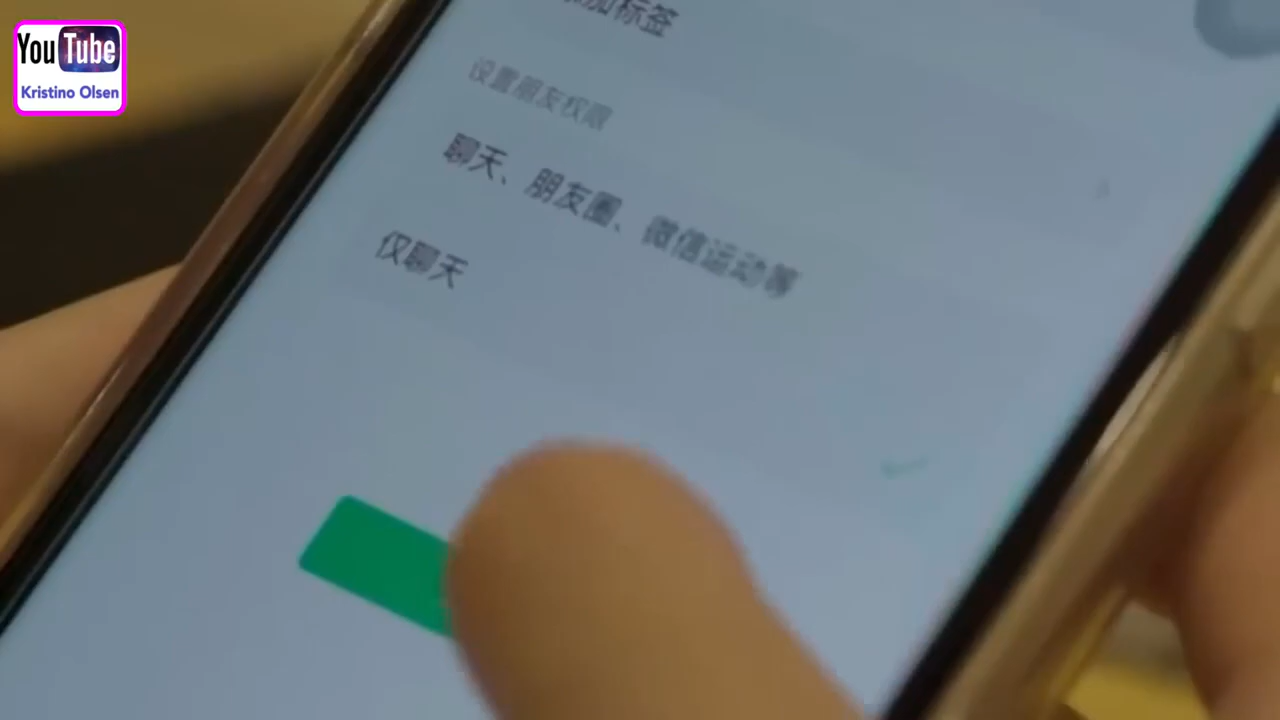 YouTube
Kristino Olsen
添加标签
设置朋友权限
聊天、朋友圈、微信运动等
仅聊天